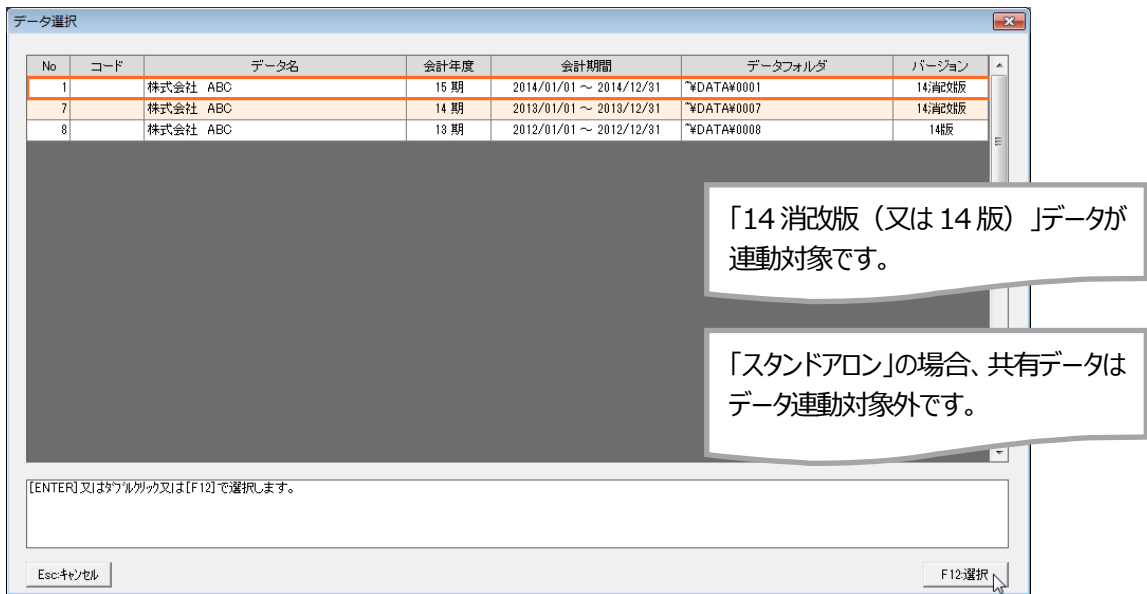 データ選択
No コード データ名 会計年度 会計期間 データフォルダ バージョン
1 株式会社 ABC 15 期 2014/01/01 ～ 2014/12/31 ~¥DATA¥0001 14消改版
7 株式会社 ABC 14 期 2013/01/01 ～ 2013/12/31 ~¥DATA¥0007 14消改版
8 株式会社 ABC 13 期 2012/01/01 ～ 2012/12/31 ~¥DATA¥0008 14版
「14 消改版（又は 14 版）」データが
連動対象です。
「スタンドアロン」の場合、共有データは
データ連動対象外です。
[ENTER]又はﾀﾞﾌﾞﾙｸﾘｯｸ又は[F12]で選択します。
Esc:ｷｬﾝｾﾙ
F12:選択